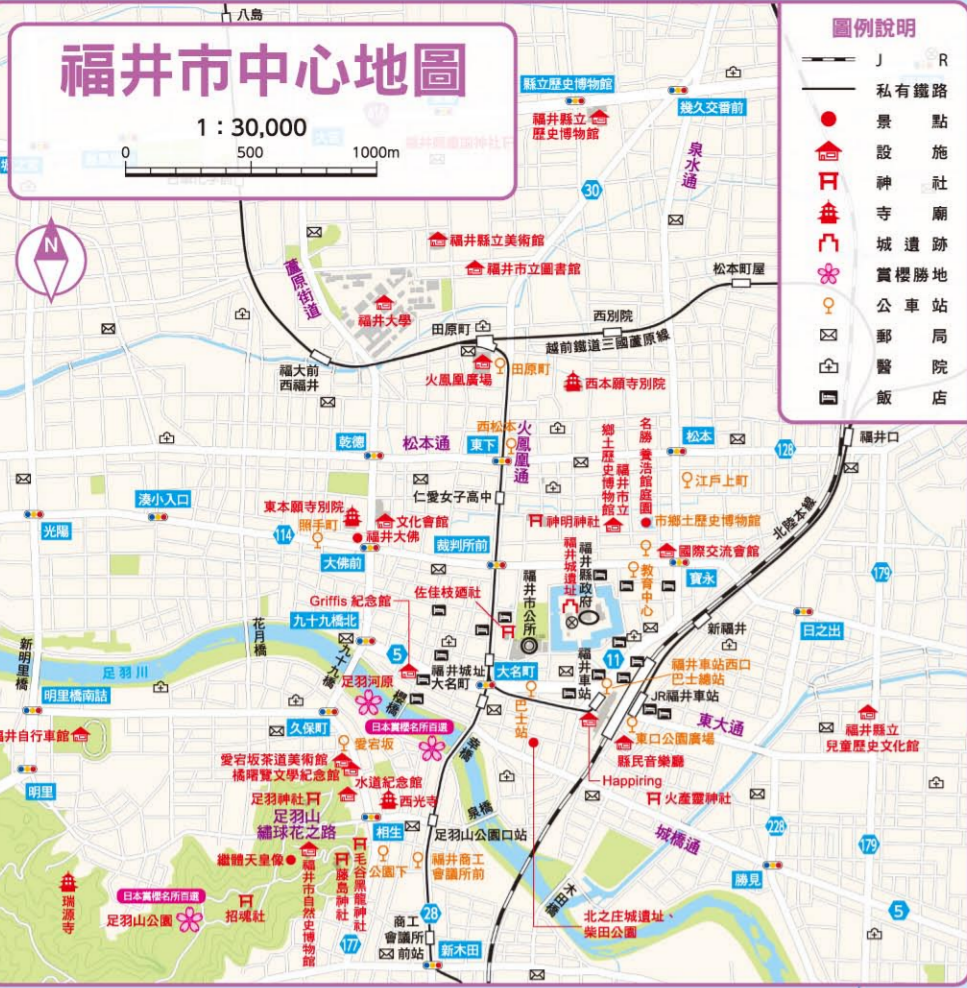 八島
福井市中心地圖
1：30,000
0 500 1000m
圖例說明
J R
私有鐵路
景點
設施
神社
寺廟
城遺跡
賞櫻勝地
公車站
郵局
醫院
飯店
N
縣立歷史博物館
福井縣立
歷史博物館
幾久交番前
泉水通
30
福井縣立美術館
福井市立圖書館
蘆原街道
福井大學
松本町屋
田原町
西別院
越前鐵道三國蘆原線
福大前
西福井
火鳳凰廣場
田原町
西本願寺別院
福井口
乾德
松本通
西松本
東下
火鳳凰通
鄉土歷史博物館
福井市立
名勝 養浩館庭園
松本
128
江戶上町
仁愛女子高中
湊小入口
光陽
東本願寺別院
照手町
文化會館
福井大佛
114
大佛前
裁判所前
神明神社
市鄉土歷史博物館
國際交流會館
教育中心
寶永
北陸本線
179
福井城遺址
福井縣政府
福井市公所
佐佳枝廼社
Griffis 紀念館
九十九橋北
九十九橋
花月橋
新明里橋
足羽川
明里橋南詰
新福井
日之出
5
福井城址
大名町
大名町
足羽河原
櫻橋
11
福井車站
福井車站西口
巴士總站
JR福井車站
巴士站
東大通
東口公園廣場
縣民音樂廳
Happiring
福井縣立
兒童歷史文化館
井自行車館
久保町
日本賞櫻名所百選
愛宕坂
愛宕坂茶道美術館
橘曙覽文學紀念館
水道紀念館
幸橋
明里
足羽神社
西光寺
足羽山
繡球花之路
泉橋
火產靈神社
相生
足羽山公園口站
城橋通
228
179
繼體天皇像
公園下
福井商工
會議所前
勝見
瑞源寺
日本賞櫻名所百選
足羽山公園
招魂社
福井市自然史博物館
藤島神社
毛谷黑龍神社
木田橋
北之庄城遺址、
柴田公園
5
177
28
商工
會議所
前站
新木田